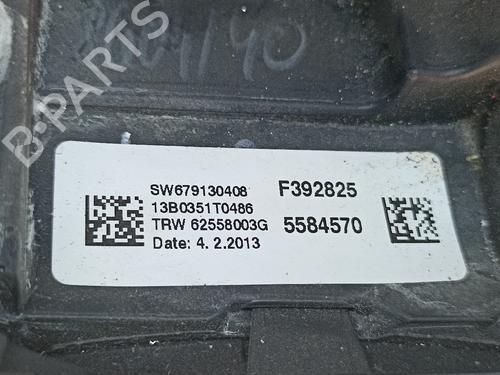 B-PARTS
SW679130408 F392825
13B0351T0486
TRW 62558003G 5584570
Date: 4. 2.2013